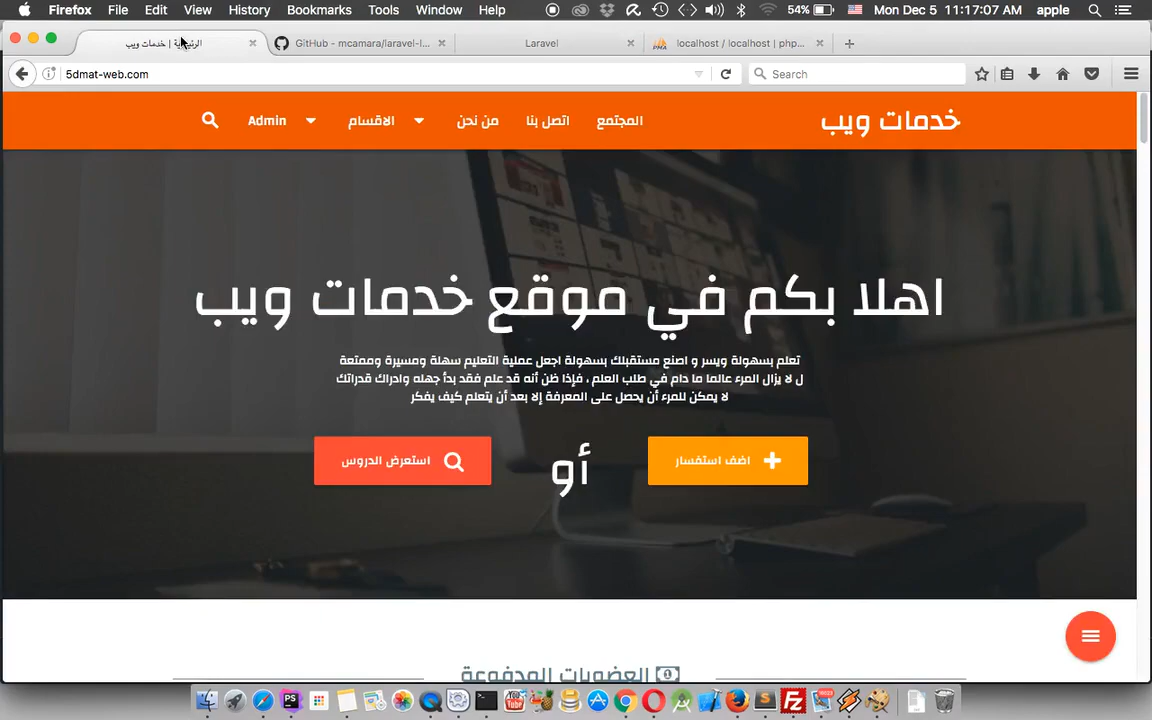 Firefox File Edit View History Bookmarks Tools Window Help 54% Mon Dec 5 11:17:07 AM apple
الرئيسية | خدمات ويب
GitHub - mcamara/laravel-l...
Laravel
localhost / localhost | php...
5dmat-web.com
Search
خدمات ويب
المجتمع
اتصل بنا
من نحن
الاقسام
Admin
اهلا بكم في موقع خدمات ويب
تعلم بسهولة ويسر و اصنع مستقبلك بسهولة اجعل عملية التعليم سهلة ومسيرة وممتعة
ل لا يزال المرء عالما ما دام في طلب العلم ، فإذا ظن أنه قد علم فقد بدأ جهله وادراك قدراتك
لا يمكن للمرء أن يحصل على المعرفة إلا بعد أن يتعلم كيف يفكر
اضف استفسار
أو
استعرض الدروس
العضويات المدفوعة